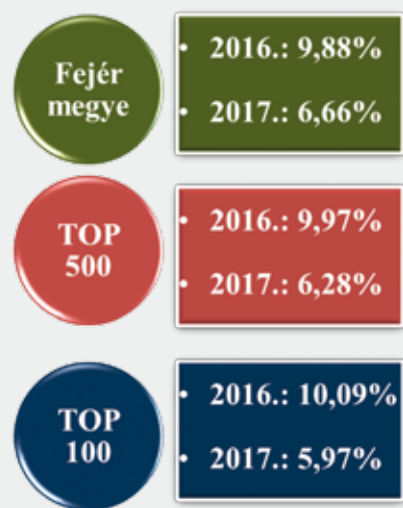 Fejér
megye
• 2016.: 9,88%
• 2017.: 6,66%
TOP
500
• 2016.: 9,97%
• 2017.: 6,28%
TOP
100
• 2016.: 10,09%
• 2017.: 5,97%